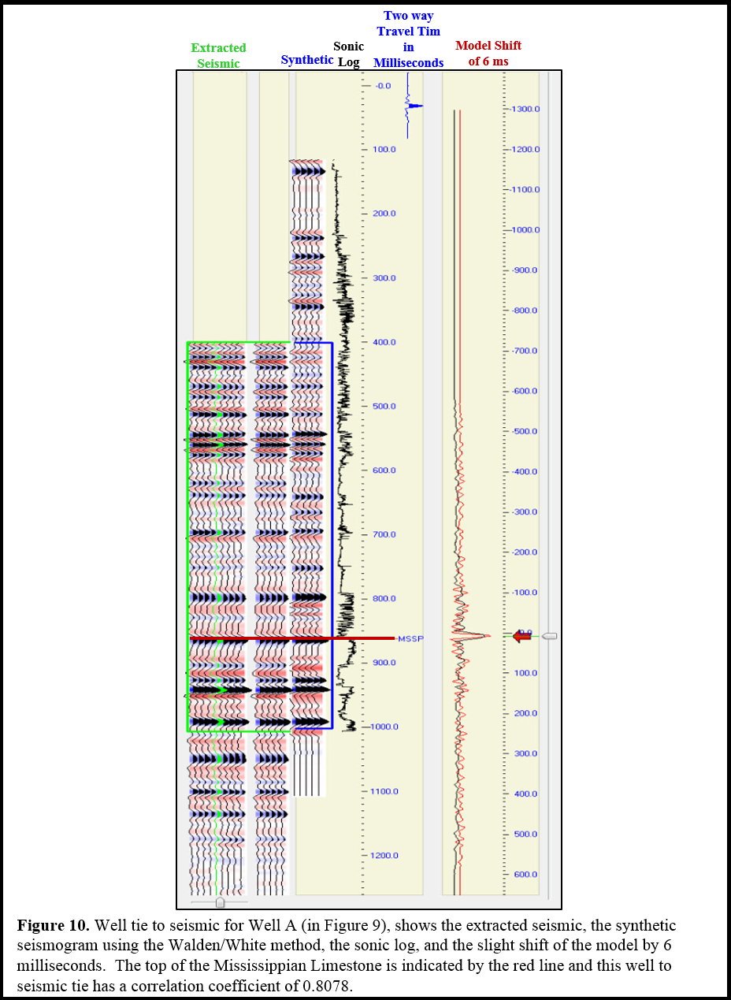 Extracted
Seismic
Synthetic
Sonic
Log
Two way
Travel Tim
in
Milliseconds
Model Shift
of 6 ms
-0.0
100.0
200.0
300.0
400.0
500.0
600.0
700.0
800.0
MSSP
900.0
1000.0
1100.0
1200.0
-1300.0
-1200.0
-1100.0
-1000.0
-900.0
-800.0
-700.0
-600.0
-500.0
-400.0
-300.0
-200.0
-100.0
100.0
200.0
300.0
400.0
500.0
600.0
Figure 10. Well tie to seismic for Well A (in Figure 9), shows the extracted seismic, the synthetic
seismogram using the Walden/White method, the sonic log, and the slight shift of the model by 6
milliseconds. The top of the Mississippian Limestone is indicated by the red line and this well to
seismic tie has a correlation coefficient of 0.8078.